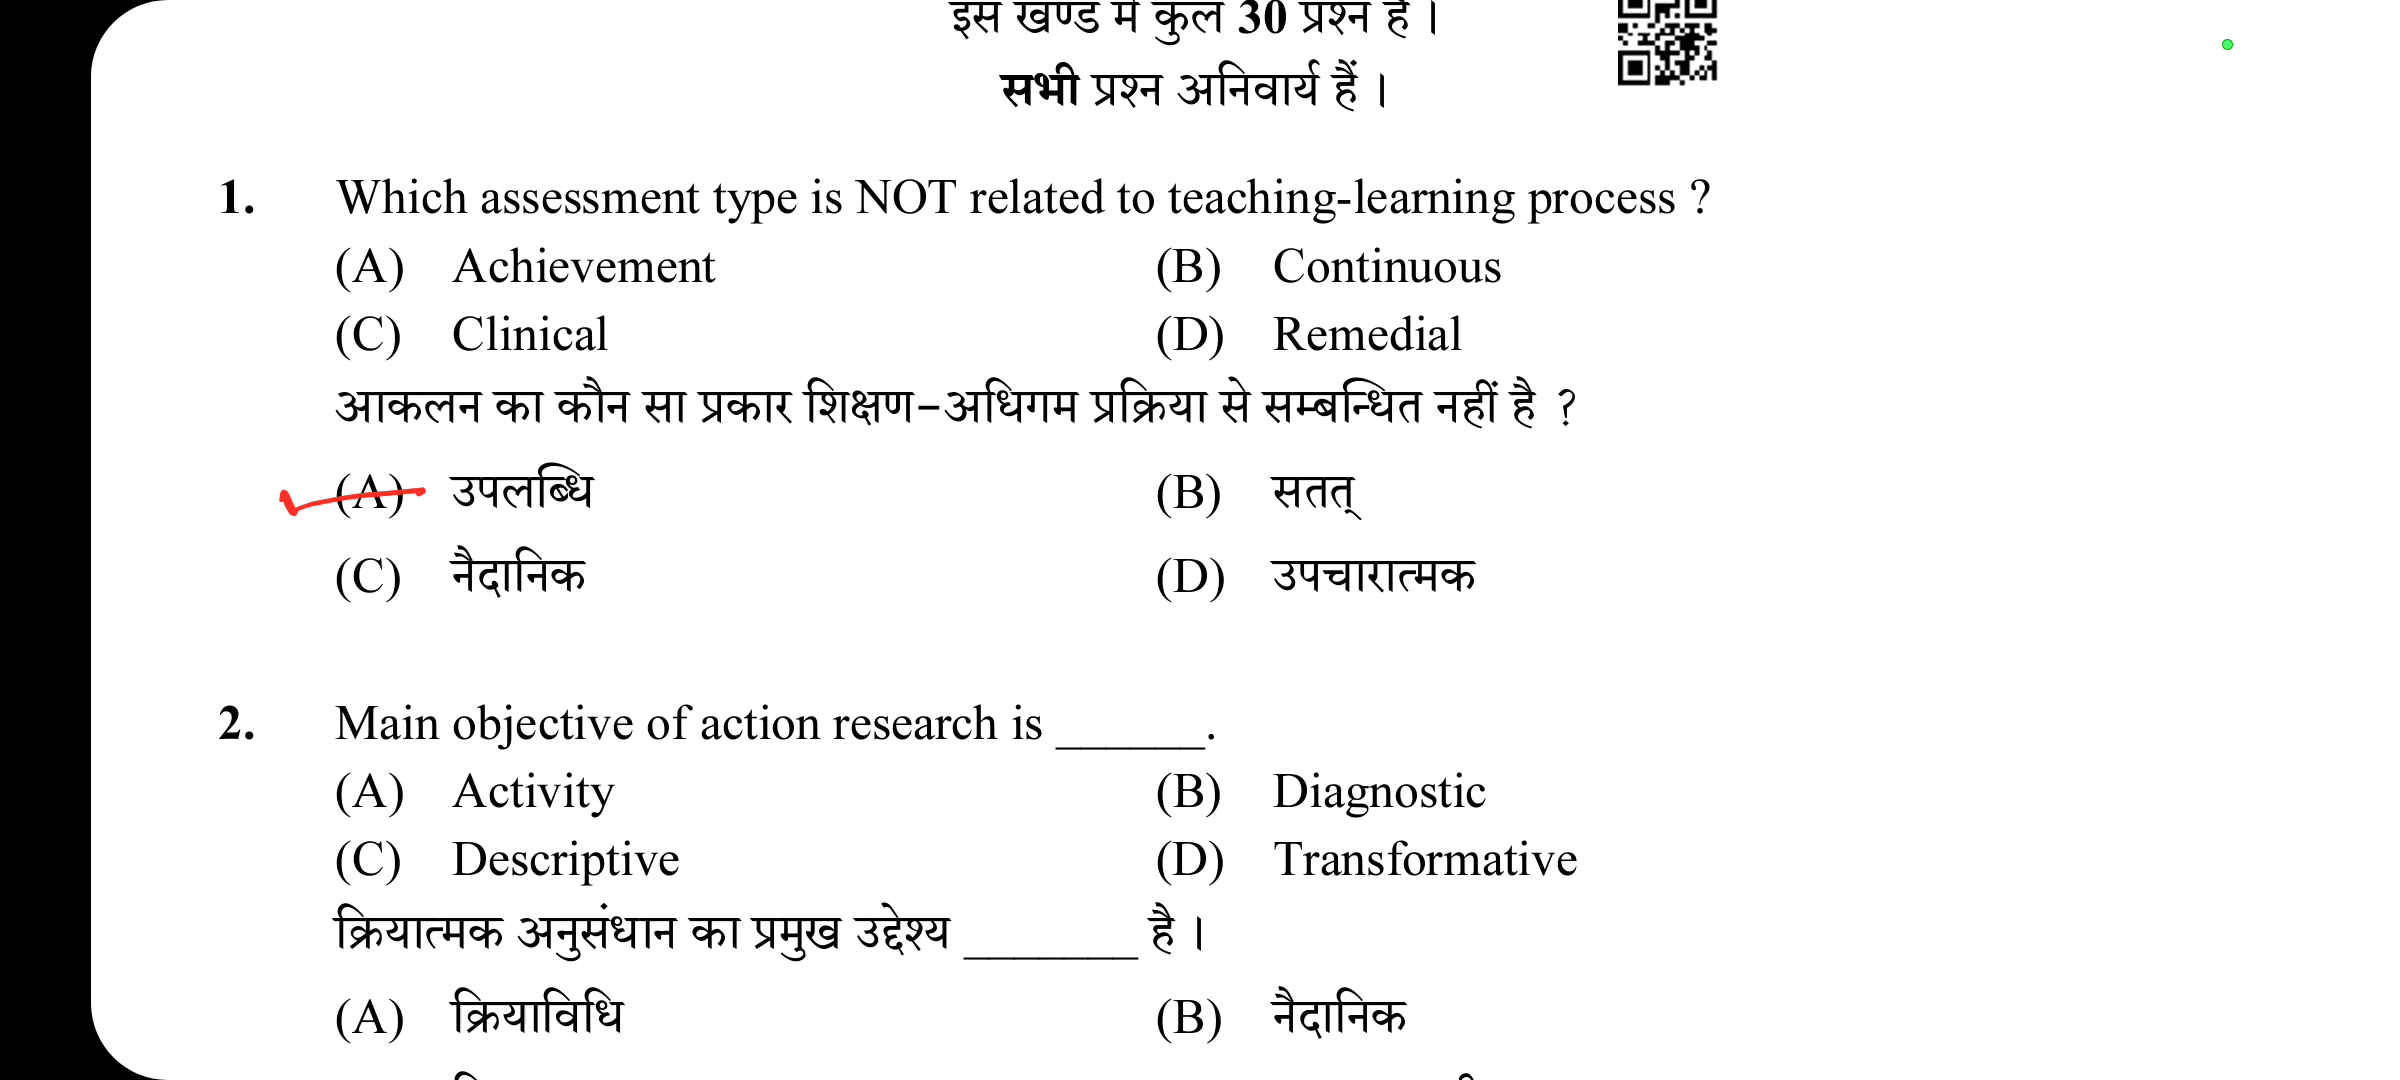 इस खण्ड में कुल 30 प्रश्न हैं ।
सभी प्रश्न अनिवार्य हैं ।
1. Which assessment type is NOT related to teaching-learning process ?
(A) Achievement (B) Continuous
(C) Clinical (D) Remedial
आकलन का कौन सा प्रकार शिक्षण-अधिगम प्रक्रिया से सम्बन्धित नहीं है ?
(A) उपलब्धि (B) सतत्
(C) नैदानिक (D) उपचारात्मक
2. Main objective of action research is ______.
(A) Activity (B) Diagnostic
(C) Descriptive (D) Transformative
क्रियात्मक अनुसंधान का प्रमुख उद्देश्य _______ है ।
(A) क्रियाविधि (B) नैदानिक